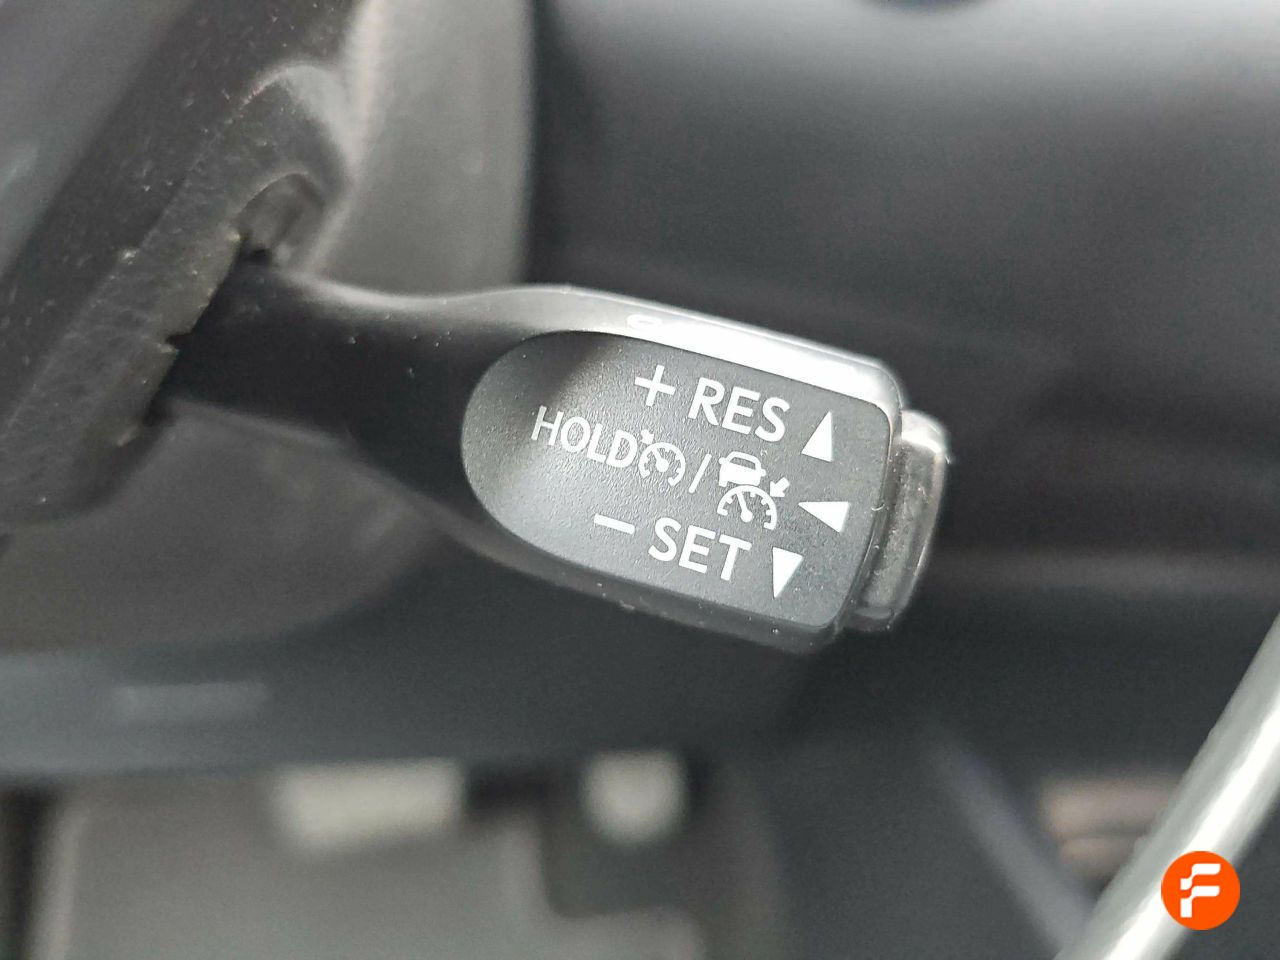 + RES
HOLD /
− SET